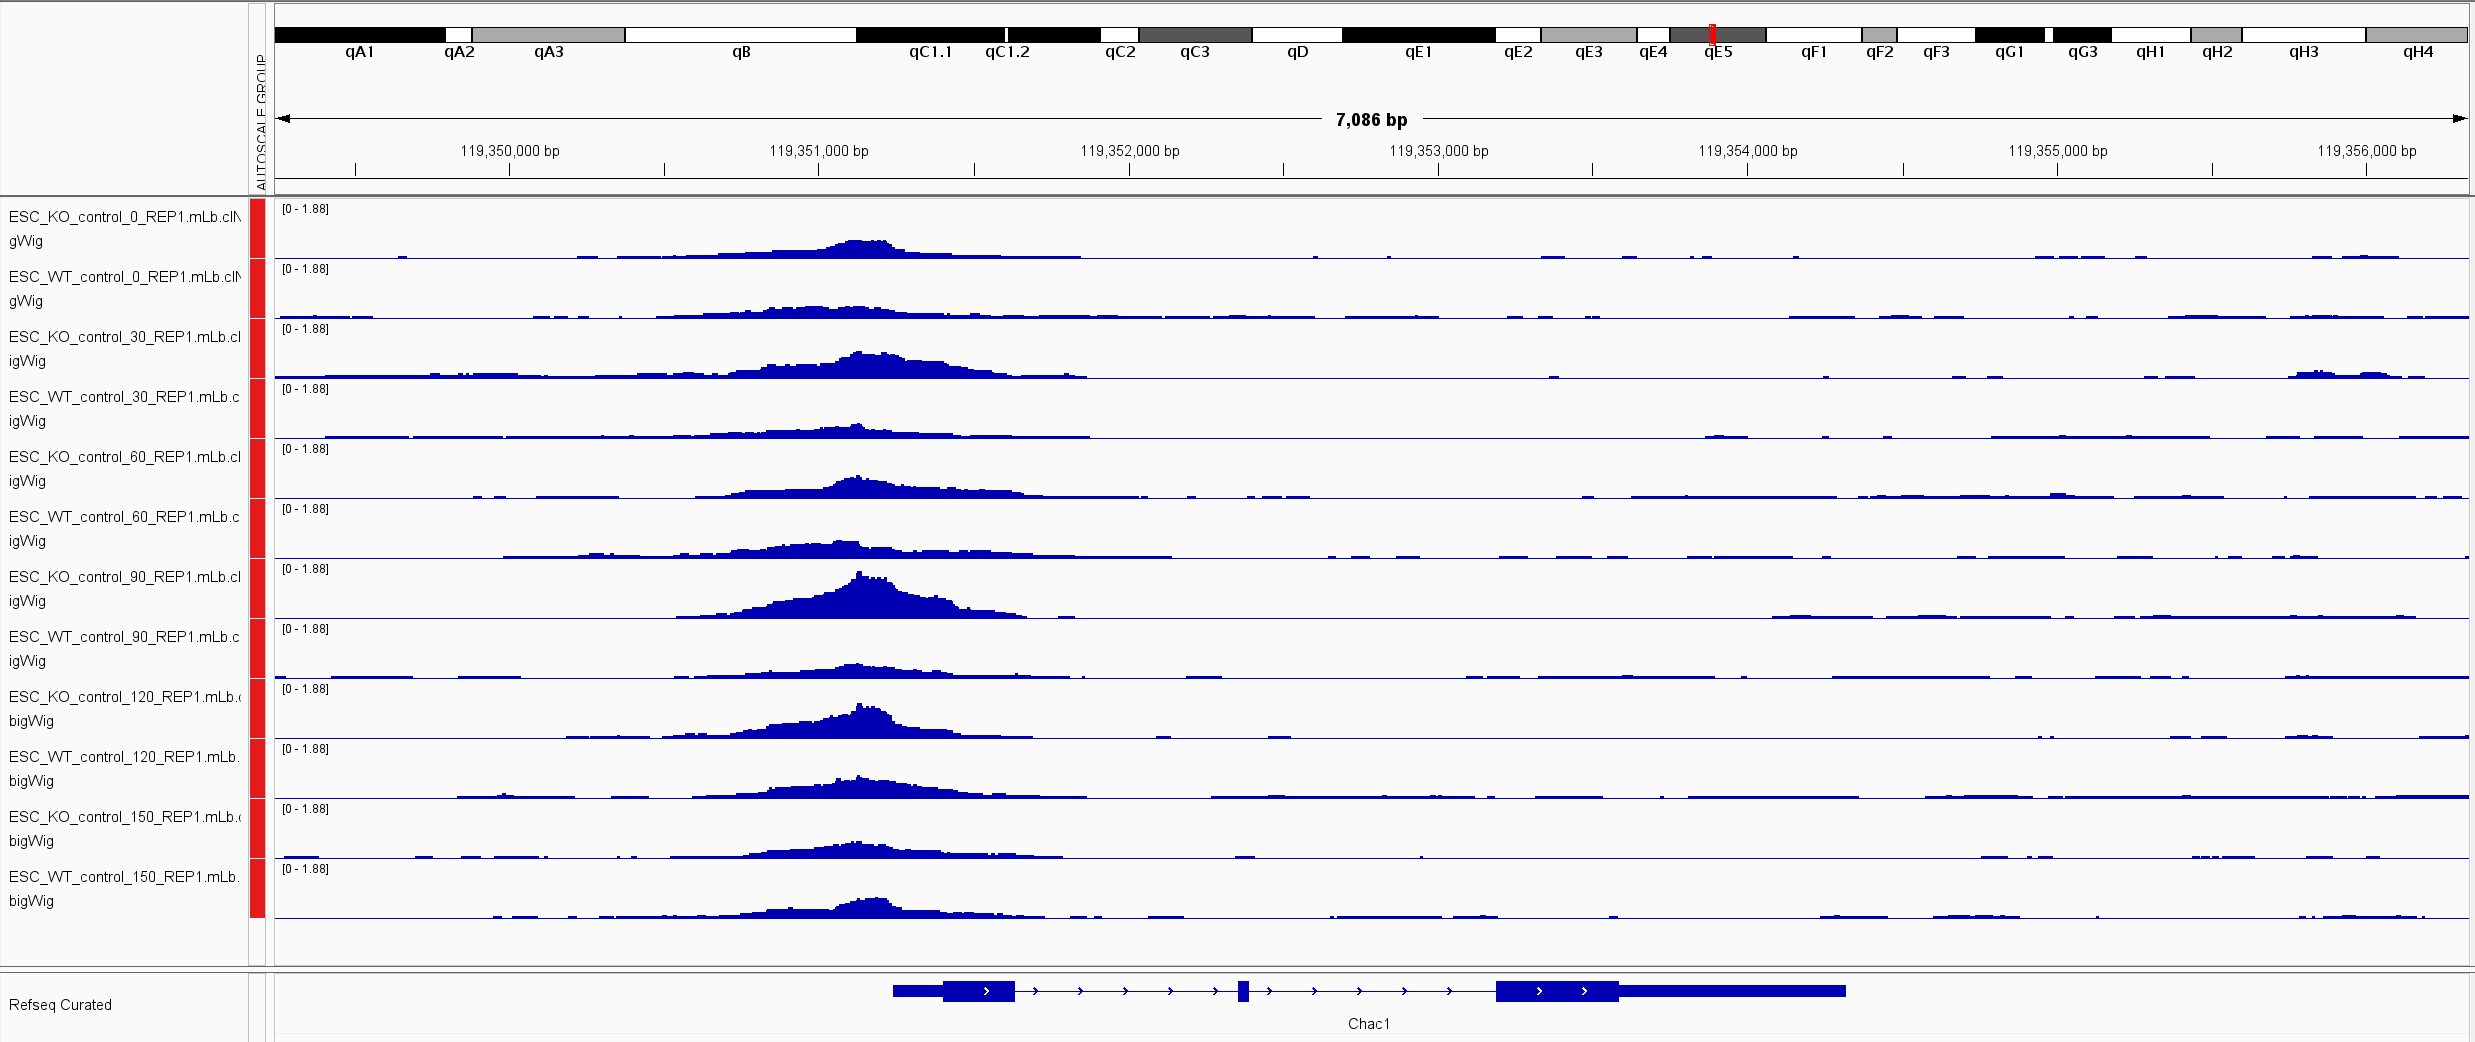 qA1 qA2 qA3 qB qC1.1 qC1.2 qC2 qC3 qD qE1 qE2 qE3 qE4 qE5 qF1 qF2 qF3 qG1 qG3 qH1 qH2 qH3 qH4
AUTOSCALE GROUP
7,086 bp
119,350,000 bp 119,351,000 bp 119,352,000 bp 119,353,000 bp 119,354,000 bp 119,355,000 bp 119,356,000 bp
ESC_KO_control_0_REP1.mLb.clN [0 - 1.88]
gWig
ESC_WT_control_0_REP1.mLb.clN [0 - 1.88]
gWig
ESC_KO_control_30_REP1.mLb.cl [0 - 1.88]
igWig
ESC_WT_control_30_REP1.mLb.c [0 - 1.88]
igWig
ESC_KO_control_60_REP1.mLb.cl [0 - 1.88]
igWig
ESC_WT_control_60_REP1.mLb.c [0 - 1.88]
igWig
ESC_KO_control_90_REP1.mLb.cl [0 - 1.88]
igWig
ESC_WT_control_90_REP1.mLb.c [0 - 1.88]
igWig
ESC_KO_control_120_REP1.mLb.c [0 - 1.88]
bigWig
ESC_WT_control_120_REP1.mLb. [0 - 1.88]
bigWig
ESC_KO_control_150_REP1.mLb.c [0 - 1.88]
bigWig
ESC_WT_control_150_REP1.mLb. [0 - 1.88]
bigWig
Refseq Curated
Chac1